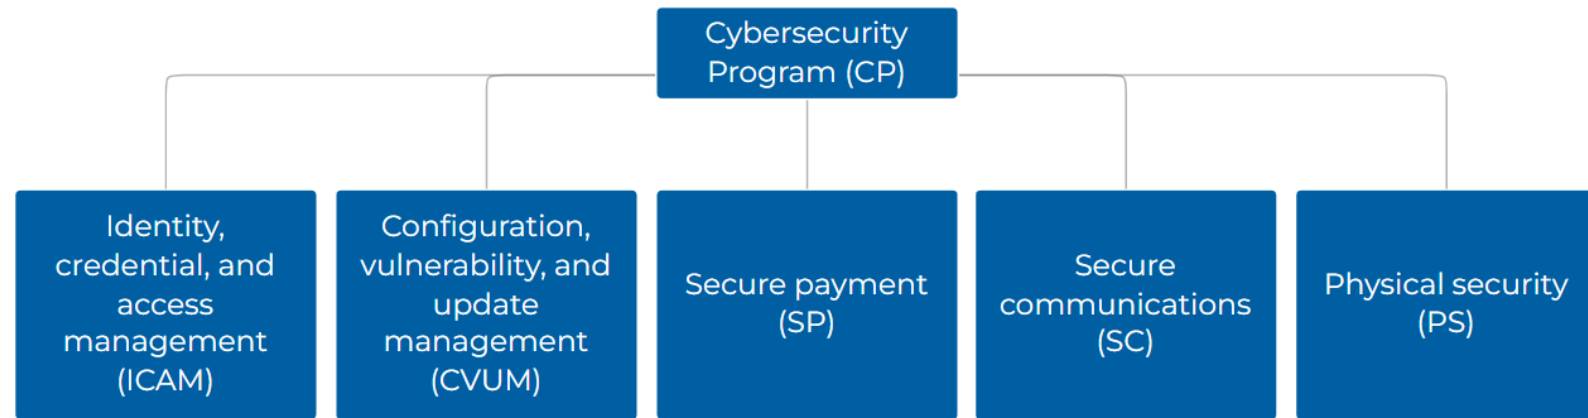 Cybersecurity
Program (CP)
Identity,
credential, and
access
management
(ICAM)
Configuration,
vulnerability, and
update
management
(CVUM)
Secure payment
(SP)
Secure
communications
(SC)
Physical security
(PS)